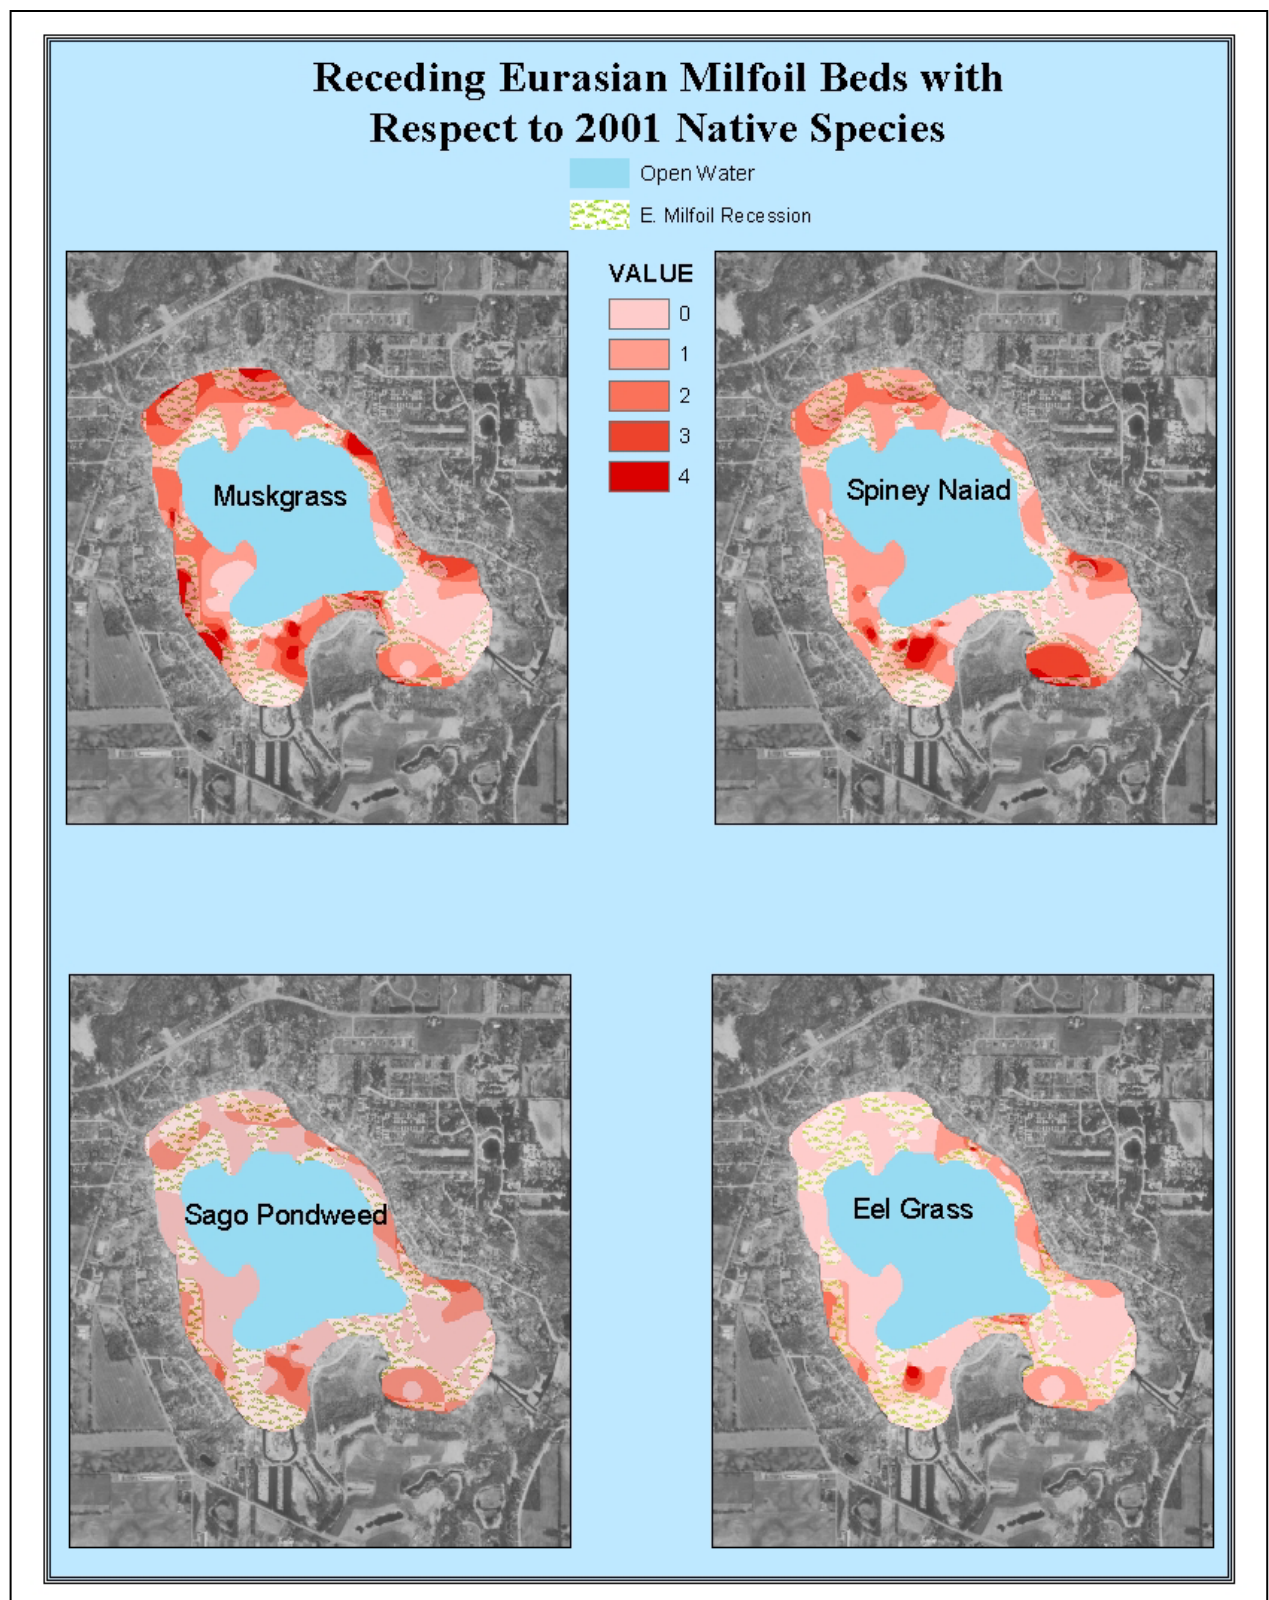 Receding Eurasian Milfoil Beds with
Respect to 2001 Native Species
Open Water
E. Milfoil Recession
VALUE
0
1
2
3
4
Muskgrass
Spiney Naiad
Sago Pondweed
Eel Grass